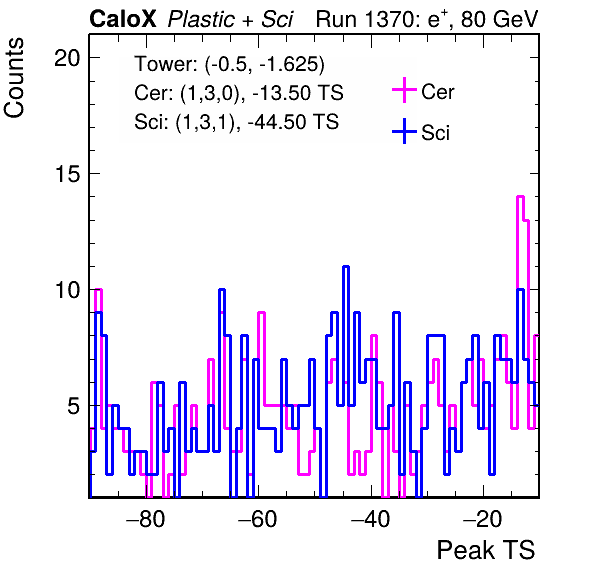 CaloX Plastic + Sci Run 1370: e+, 80 GeV
Tower: (-0.5, -1.625)
Cer: (1,3,0), -13.50 TS
Sci: (1,3,1), -44.50 TS
Cer
Sci
Counts
20
15
10
5
−80 −60 −40 −20
Peak TS